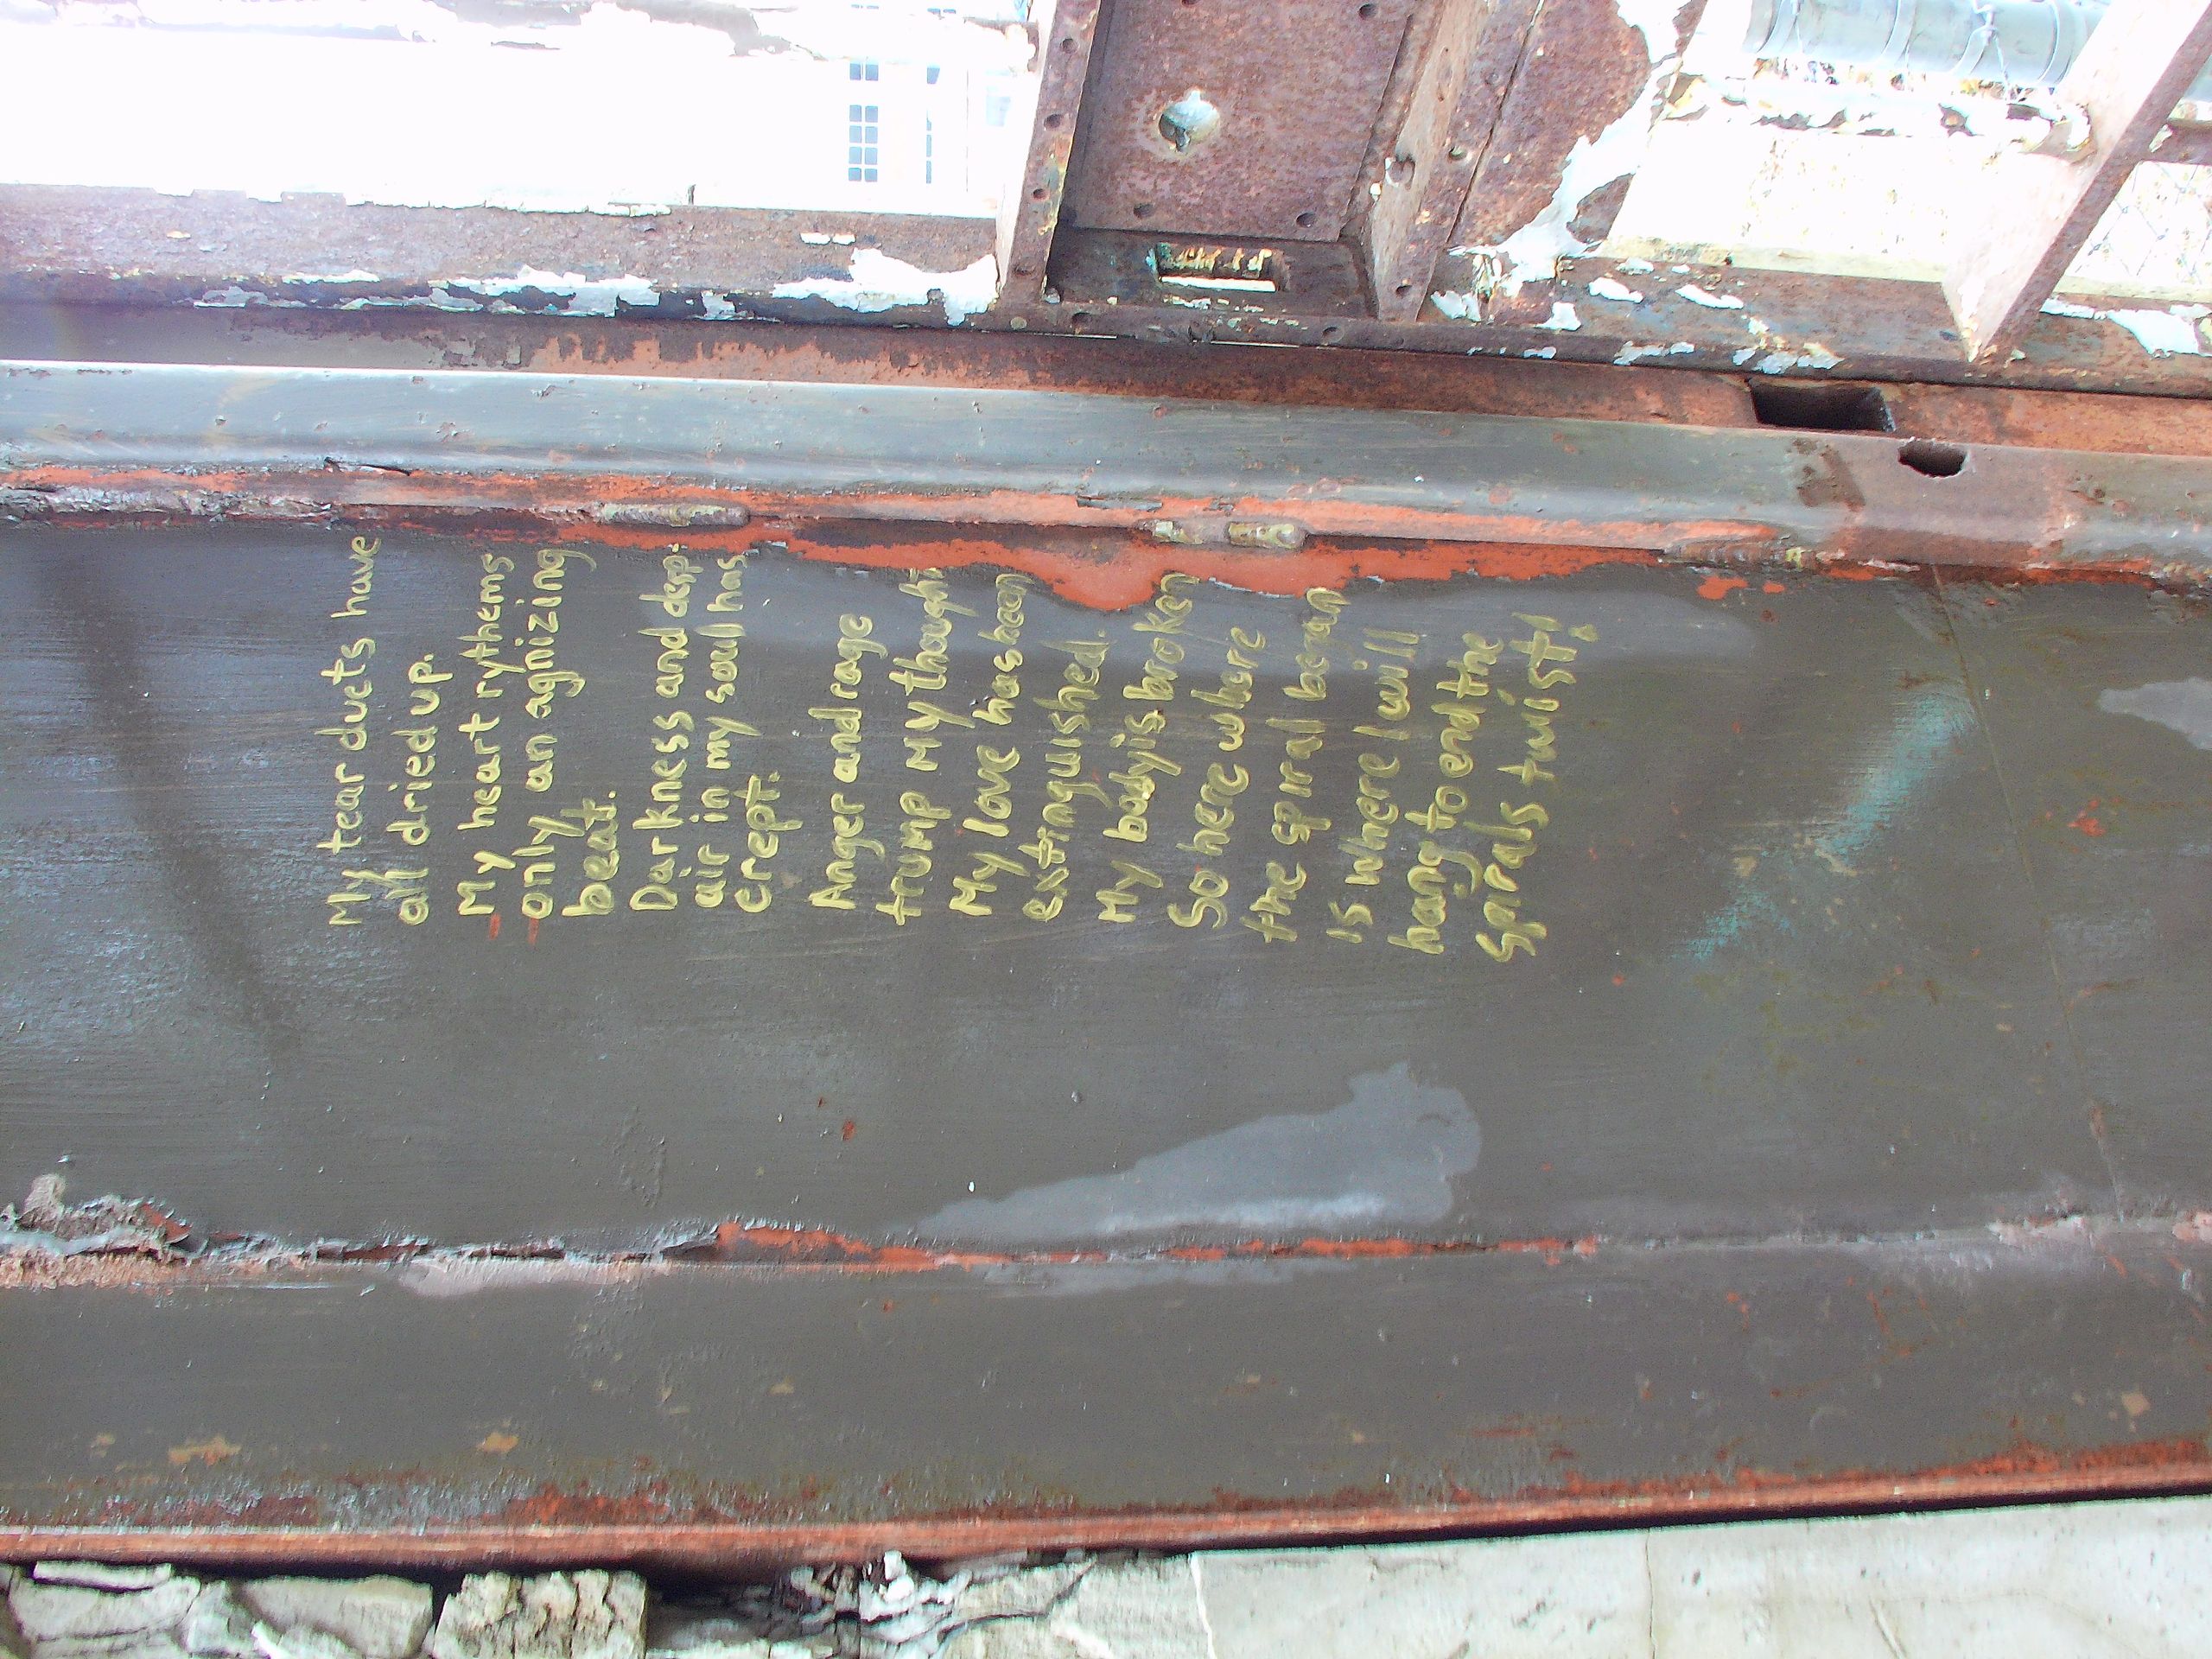 My tear ducts have
all dried up.
My heart rythems
only an agnizing
beat.
Darkness and desp-
air in my soul has
crept.
Anger and rage
trump my though
My love has been
extinguished.
My body is broken
So here where
the spiral began
is where I will
hang to end the
spirals twist!